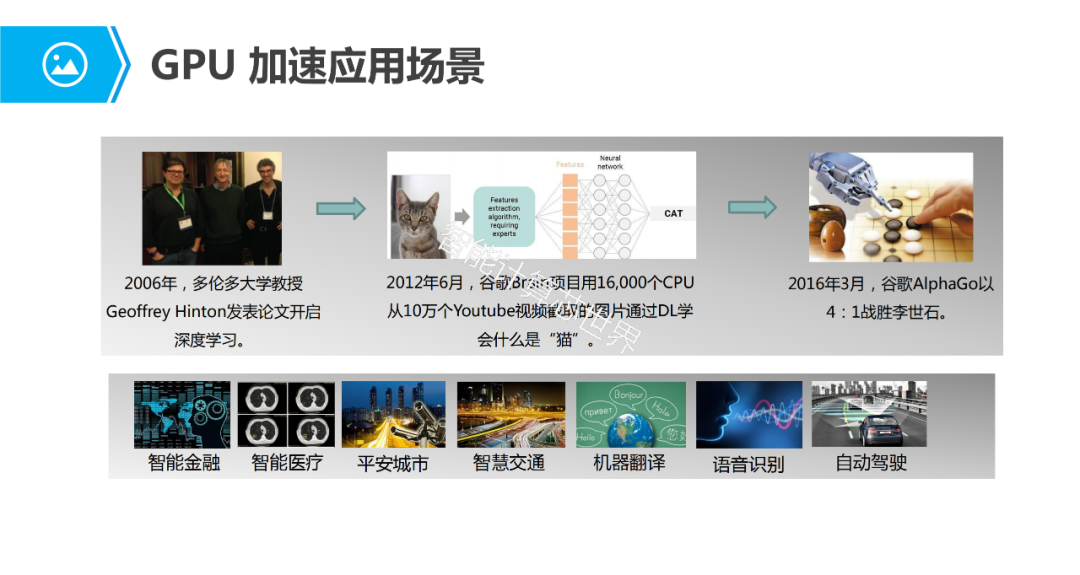 GPU 加速应用场景
Features
Neural
network
Features
extraction
algorithm,
requiring
experts
CAT
2006年，多伦多大学教授
Geoffrey Hinton发表论文开启
深度学习。
2012年6月，谷歌Brain项目用16,000个CPU
从10万个Youtube视频截取的图片通过DL学
会什么是“猫”。
2016年3月，谷歌AlphaGo以
4：1战胜李世石。
智能计算芯世界
Bonjour
привет
Hola
Hello
您好
智能金融
智能医疗
平安城市
智慧交通
机器翻译
语音识别
自动驾驶